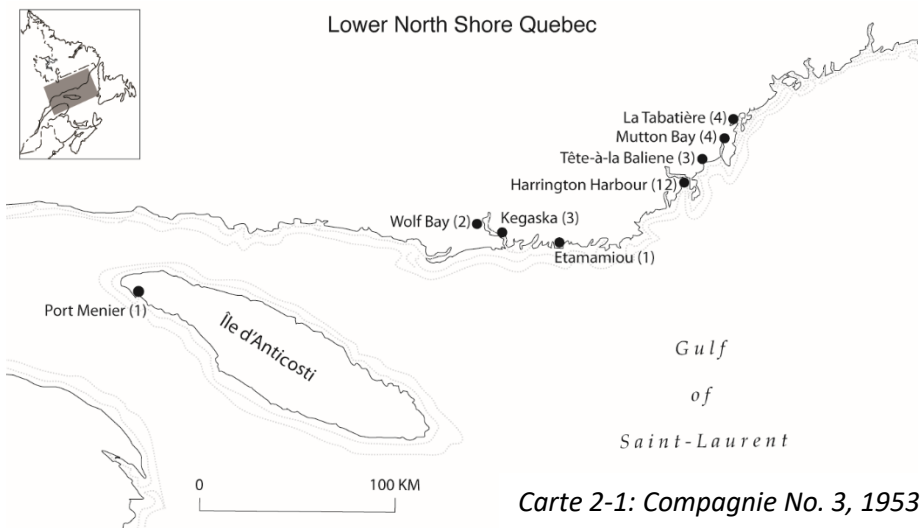 Lower North Shore Quebec
La Tabatière (4)
Mutton Bay (4)
Tête-à-la Baliene (3)
Harrington Harbour (12)
Wolf Bay (2)
Kegaska (3)
Etamamiou (1)
Port Menier (1)
Île d'Anticosti
Gulf
of
Saint-Laurent
0
100 KM
Carte 2-1: Compagnie No. 3, 1953